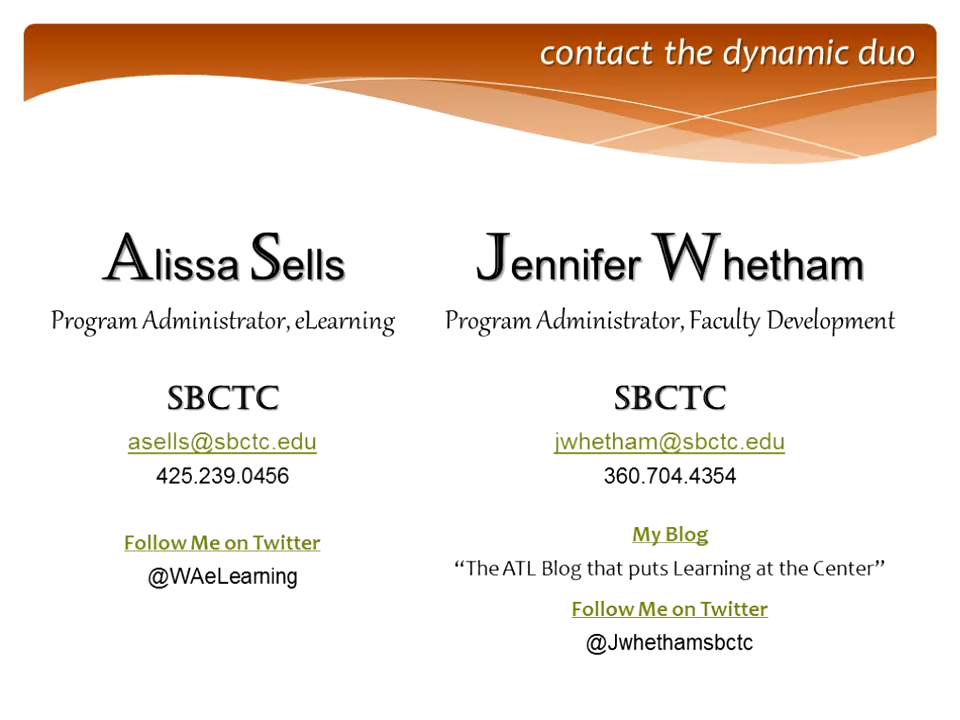 contact the dynamic duo
Alissa Sells
Program Administrator, eLearning
SBCTC
asells@sbctc.edu
425.239.0456
Follow Me on Twitter
@WAeLearning
Jennifer Whetham
Program Administrator, Faculty Development
SBCTC
jwhetham@sbctc.edu
360.704.4354
My Blog
“The ATL Blog that puts Learning at the Center”
Follow Me on Twitter
@Jwhethamsbctc